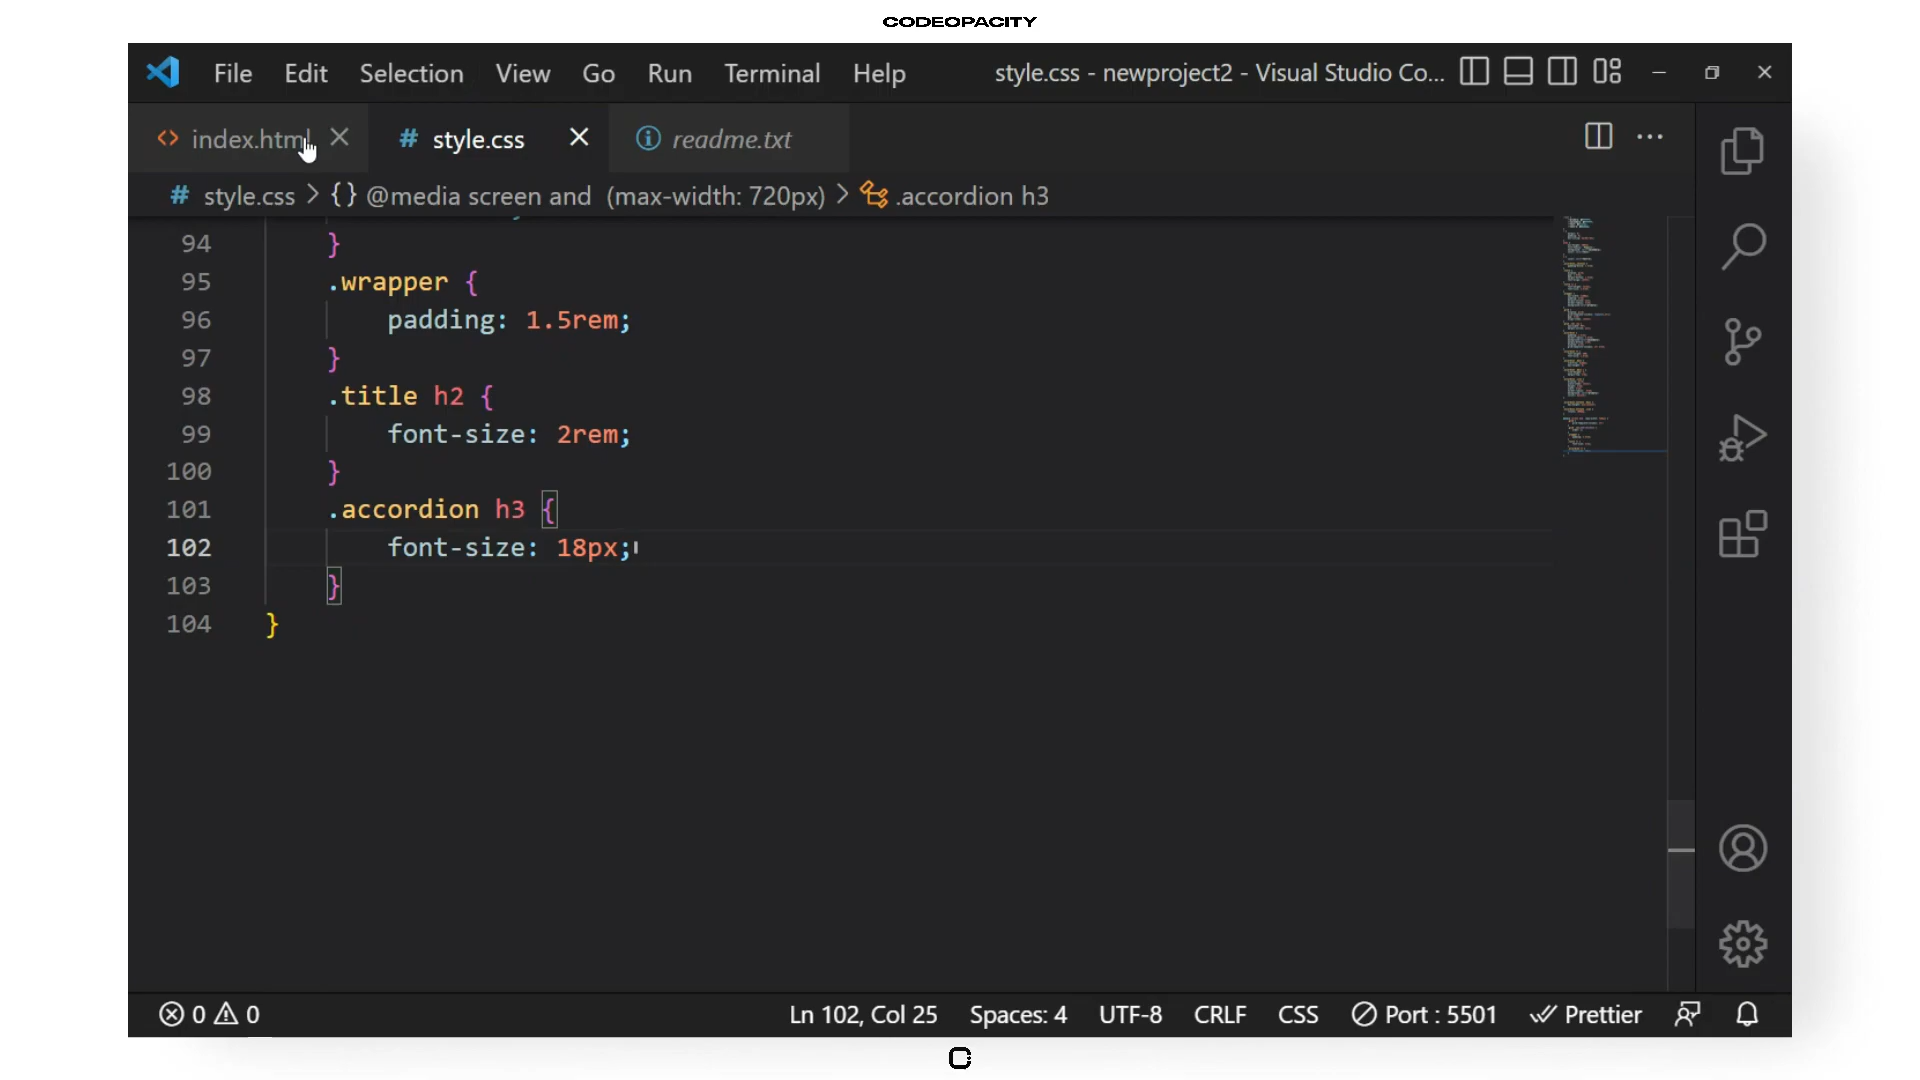 CODEOPACITY
File Edit Selection View Go Run Terminal Help style.css - newproject2 - Visual Studio Co...
index.html style.css readme.txt
style.css > {} @media screen and (max-width: 720px) > .accordion h3
94 }
95 .wrapper {
96 padding: 1.5rem;
97 }
98 .title h2 {
99 font-size: 2rem;
100 }
101 .accordion h3 {
102 font-size: 18px;
103 }
104 }
0 0 Ln 102, Col 25 Spaces: 4 UTF-8 CRLF CSS Port : 5501 Prettier